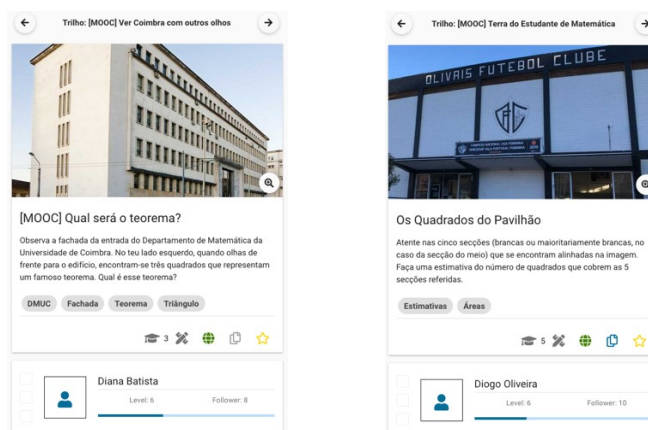 Trilho: [MOOC] Ver Coimbra com outros olhos
[MOOC] Qual será o teorema?
Observa a fachada da entrada do Departamento de Matemática da
Universidade de Coimbra. No teu lado esquerdo, quando olhas de
frente para o edifício, encontram-se três quadrados que representam
um famoso teorema. Qual é esse teorema?
DMUC Fachada Teorema Triângulo
3
Diana Batista
Level: 6 Follower: 8
Trilho: [MOOC] Terra do Estudante de Matemática
OLIVAIS FUTEBOL CLUBE
Os Quadrados do Pavilhão
Atente nas cinco secções (brancas ou maioritariamente brancas, no
caso da secção do meio) que se encontram alinhadas na imagem.
Faça uma estimativa do número de quadrados que cobrem as 5
secções referidas.
Estimativas Áreas
5
Diogo Oliveira
Level: 6 Follower: 10